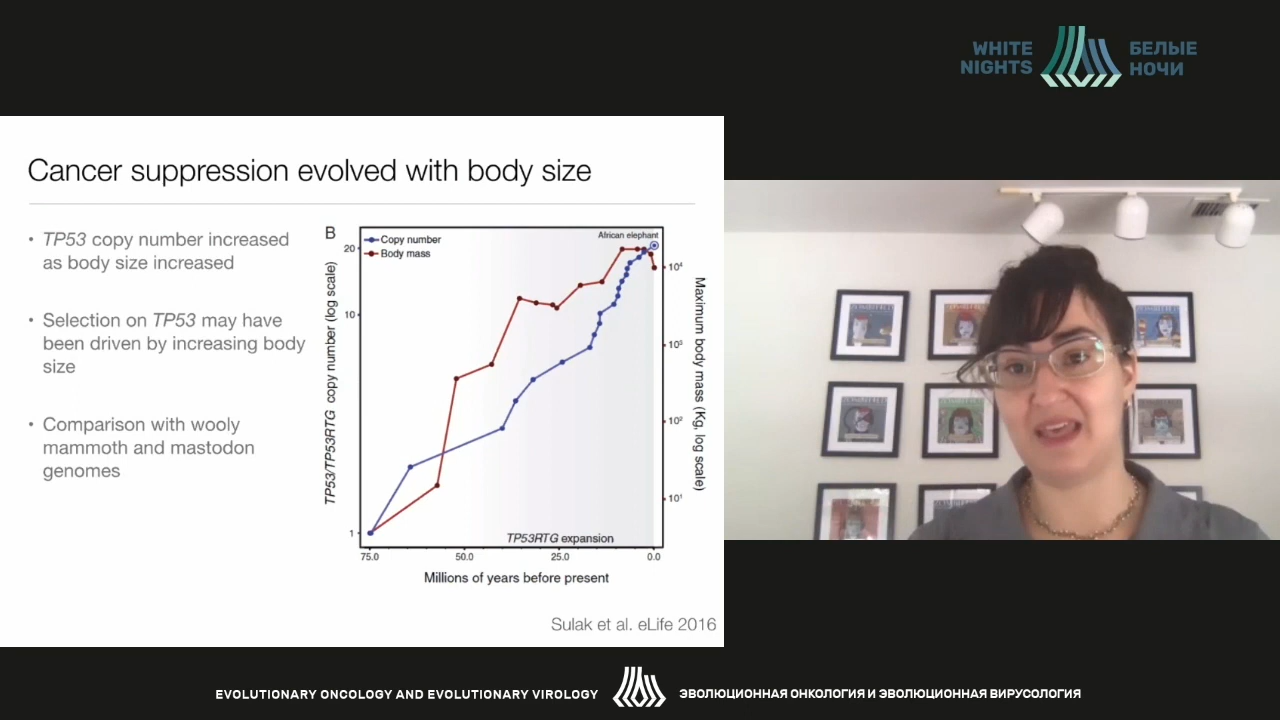 WHITE
NIGHTS
БЕЛЫЕ
НОЧИ
Cancer suppression evolved with body size
• TP53 copy number increased
as body size increased
• Selection on TP53 may have
been driven by increasing body
size
• Comparison with wooly
mammoth and mastodon
genomes
B
Copy number
Body mass
African elephant
20
10
1
TP53/TP53RTG copy number (log scale)
10⁴
10³
10²
10¹
Maximum body mass (Kg, log scale)
TP53RTG expansion
75.0 50.0 25.0 0.0
Millions of years before present
Sulak et al. eLife 2016
EVOLUTIONARY ONCOLOGY AND EVOLUTIONARY VIROLOGY
ЭВОЛЮЦИОННАЯ ОНКОЛОГИЯ И ЭВОЛЮЦИОННАЯ ВИРУСОЛОГИЯ